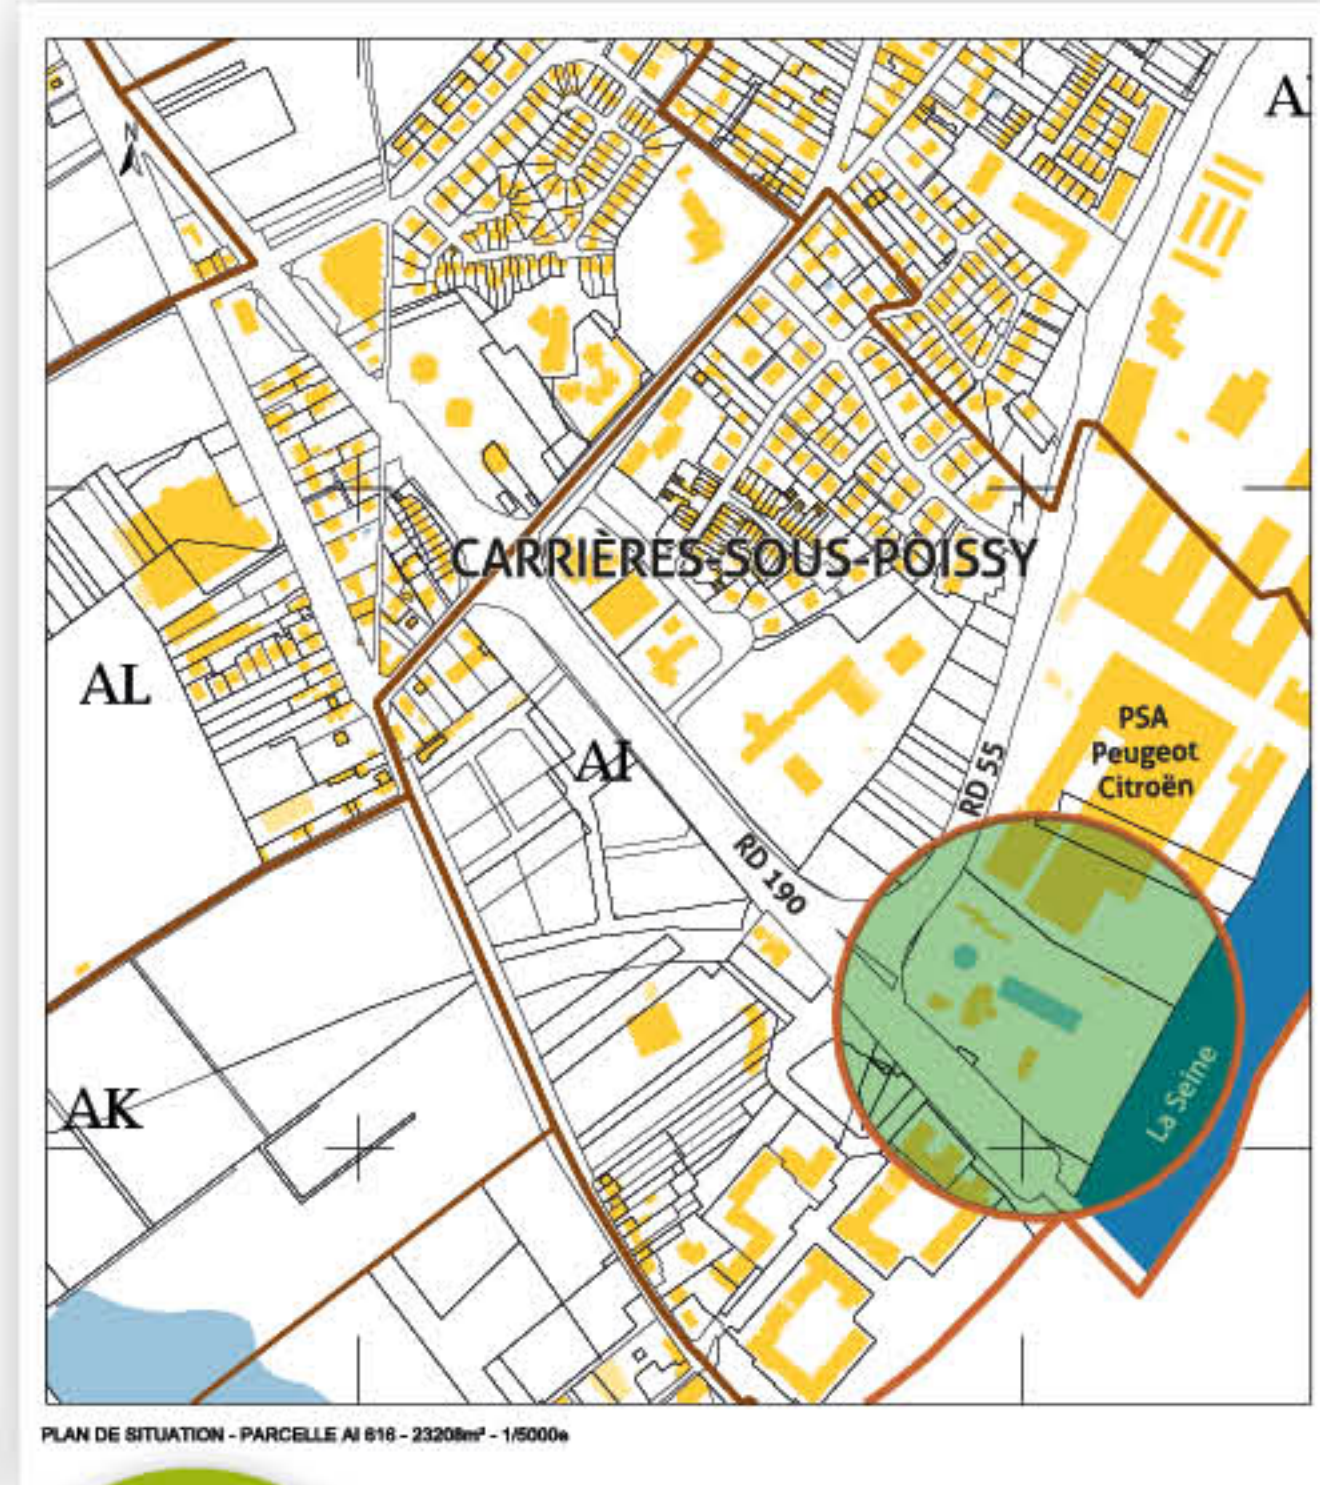 A
N
CARRIÈRES-SOUS-POISSY
AL
AI
PSA
Peugeot
Citroën
RD 55
RD 190
La Seine
AK
PLAN DE SITUATION - PARCELLE AI 616 - 23208m² - 1/5000e